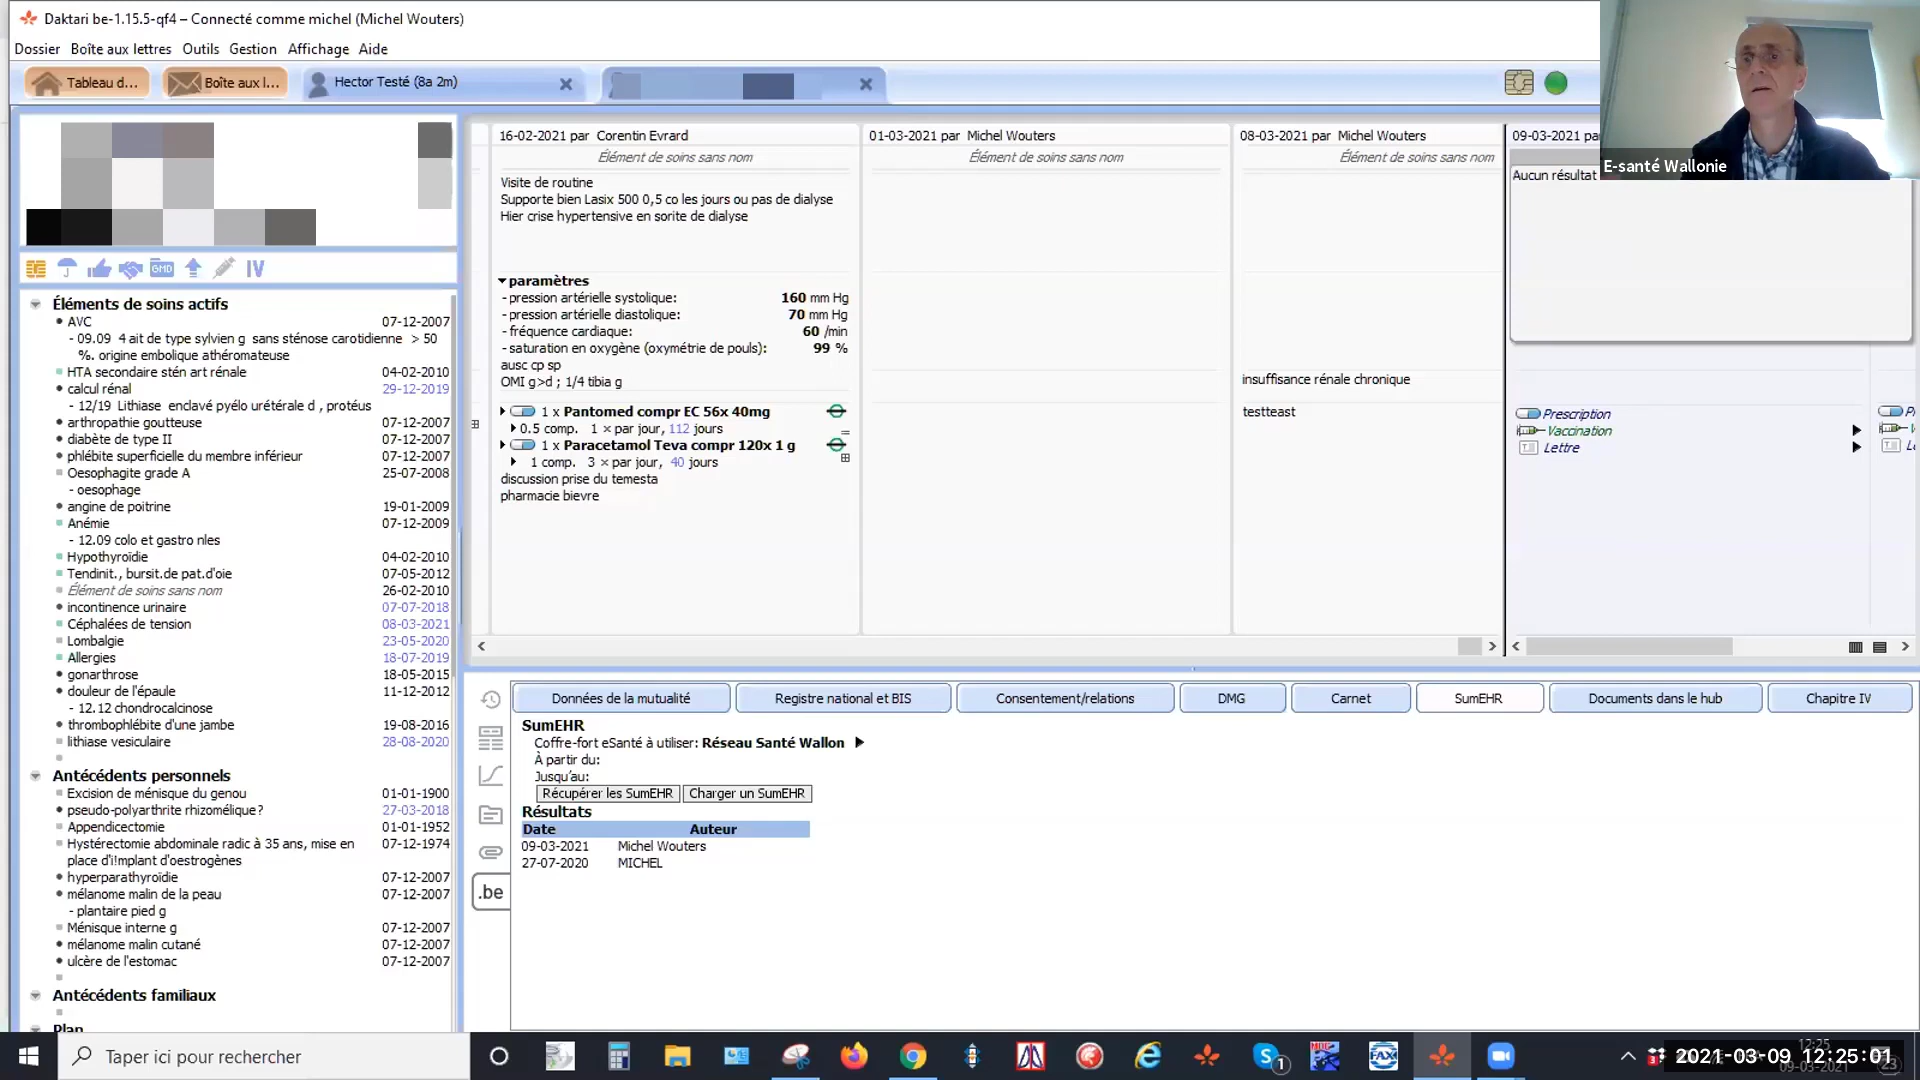 Daktari be-1.15.5-qf4 – Connecté comme michel (Michel Wouters)
Dossier Boîte aux lettres Outils Gestion Affichage Aide
Tableau d... Boîte aux l... Hector Testé (8a 2m)
E-santé Wallonie
GMD IV
Éléments de soins actifs
AVC 07-12-2007
- 09.09 4 ait de type sylvien g sans sténose carotidienne > 50
%. origine embolique athéromateuse
HTA secondaire stén art rénale 04-02-2010
calcul rénal 29-12-2019
- 12/19 Lithiase enclavé pyélo urétérale d , protéus
arthropathie goutteuse 07-12-2007
diabète de type II 07-12-2007
phlébite superficielle du membre inférieur 07-12-2007
Oesophagite grade A 25-07-2008
- oesophage
angine de poitrine 19-01-2009
Anémie 07-12-2009
- 12.09 colo et gastro nles
Hypothyroïdie 04-02-2010
Tendinit., bursit.de pat.d'oie 07-05-2012
Élément de soins sans nom 26-02-2010
incontinence urinaire 07-07-2018
Céphalées de tension 08-03-2021
Lombalgie 23-05-2020
Allergies 18-07-2019
gonarthrose 18-05-2015
douleur de l'épaule 11-12-2012
- 12.12 chondrocalcinose
thrombophlébite d'une jambe 19-08-2016
lithiase vesiculaire 28-08-2020
Antécédents personnels
Excision de ménisque du genou 01-01-1900
pseudo-polyarthrite rhizomélique? 27-03-2018
Appendicectomie 01-01-1952
Hystérectomie abdominale radic à 35 ans, mise en 07-12-1974
place d'i!mplant d'oestrogènes
hyperparathyroïdie 07-12-2007
mélanome malin de la peau 07-12-2007
- plantaire pied g
Ménisque interne g 07-12-2007
mélanome malin cutané 07-12-2007
ulcère de l'estomac 07-12-2007
Antécédents familiaux
Plan
16-02-2021 par Corentin Evrard
Élément de soins sans nom
Visite de routine
Supporte bien Lasix 500 0,5 co les jours ou pas de dialyse
Hier crise hypertensive en sorite de dialyse
paramètres
- pression artérielle systolique: 160 mm Hg
- pression artérielle diastolique: 70 mm Hg
- fréquence cardiaque: 60 /min
- saturation en oxygène (oxymétrie de pouls): 99 %
ausc cp sp
OMI g>d ; 1/4 tibia g
1 x Pantomed compr EC 56x 40mg
0.5 comp. 1 × par jour, 112 jours
1 x Paracetamol Teva compr 120x 1 g
1 comp. 3 × par jour, 40 jours
discussion prise du temesta
pharmacie bievre
01-03-2021 par Michel Wouters
Élément de soins sans nom
08-03-2021 par Michel Wouters
Élément de soins sans nom
insuffisance rénale chronique
testteast
09-03-2021 pa
Aucun résultat
Prescription
Vaccination
Lettre
Données de la mutualité Registre national et BIS Consentement/relations DMG Carnet SumEHR Documents dans le hub Chapitre IV
SumEHR
Coffre-fort eSanté à utiliser: Réseau Santé Wallon
À partir du:
Jusqu'au:
Récupérer les SumEHR Charger un SumEHR
Résultats
Date Auteur
09-03-2021 Michel Wouters
27-07-2020 MICHEL
.be
Taper ici pour rechercher
2021-03-09 12:25:01